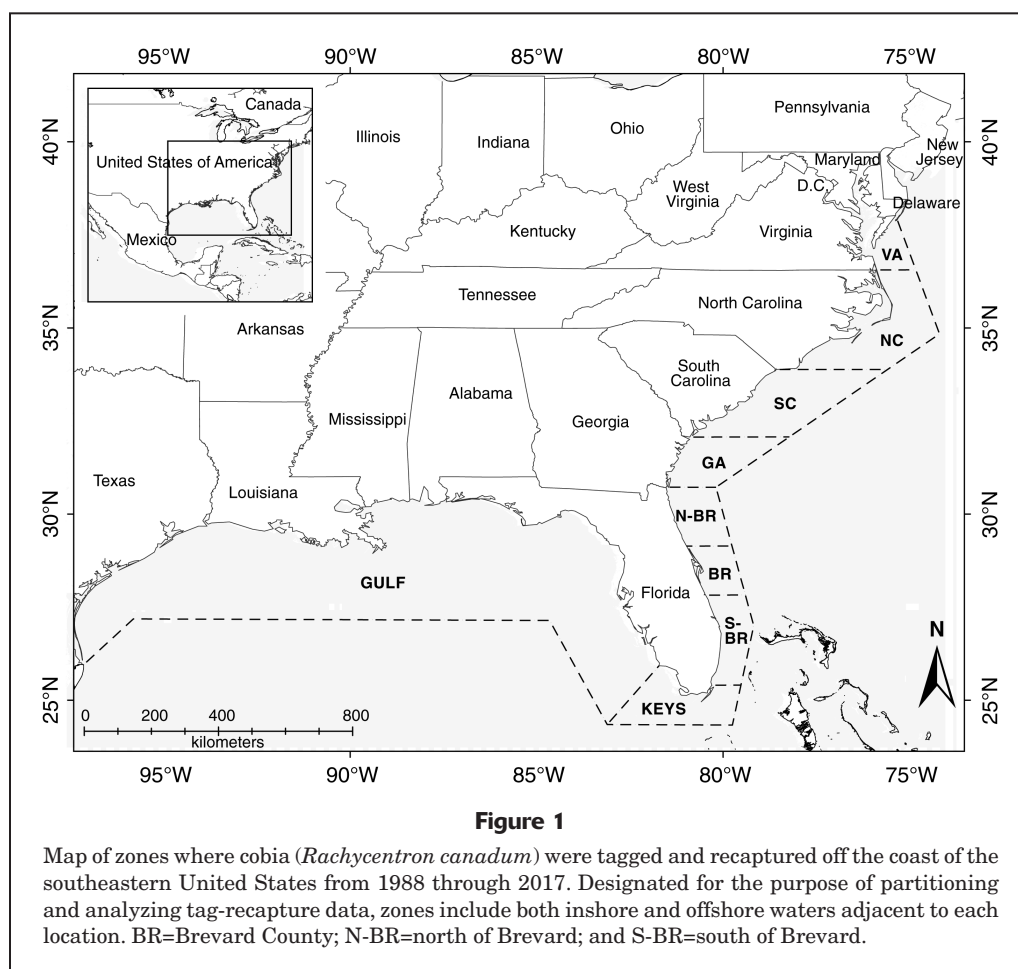 95°W 90°W 85°W 80°W 75°W
Canada
United States of America
Mexico
40°N
35°N
30°N
25°N
Illinois
Indiana
Ohio
Pennsylvania
New
Jersey
Maryland
D.C.
Delaware
West
Virginia
Virginia
Kentucky
VA
Tennessee
North Carolina
NC
Arkansas
South
Carolina
SC
Mississippi
Alabama
Georgia
GA
Texas
Louisiana
N-BR
GULF
Florida
BR
S-
BR
KEYS
N
40°N
35°N
30°N
25°N
0 200 400 800
kilometers
95°W 90°W 85°W 80°W 75°W
Figure 1
Map of zones where cobia (Rachycentron canadum) were tagged and recaptured off the coast of the
southeastern United States from 1988 through 2017. Designated for the purpose of partitioning
and analyzing tag-recapture data, zones include both inshore and offshore waters adjacent to each
location. BR=Brevard County; N-BR=north of Brevard; and S-BR=south of Brevard.